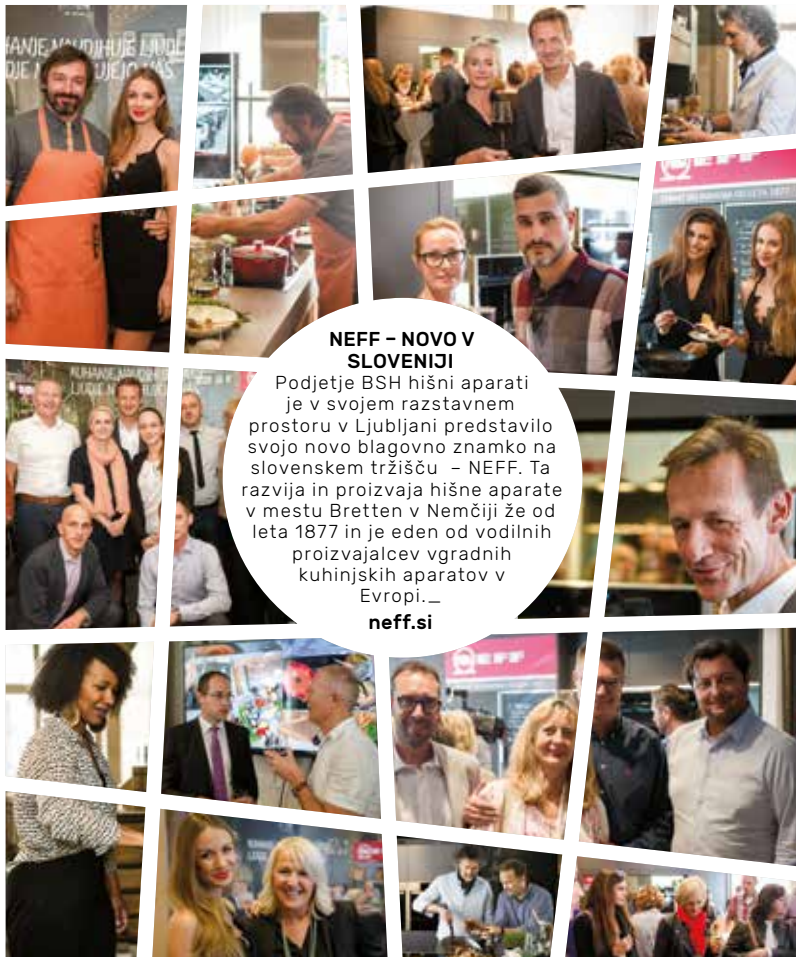 NEFF – NOVO V
SLOVENIJI
Podjetje BSH hišni aparati
je v svojem razstavnem
prostoru v Ljubljani predstavilo
svojo novo blagovno znamko na
slovenskem tržišču – NEFF. Ta
razvija in proizvaja hišne aparate
v mestu Bretten v Nemčiji že od
leta 1877 in je eden od vodilnih
proizvajalcev vgradnih
kuhinjskih aparatov v
Evropi._
neff.si
NEFF
NEFF